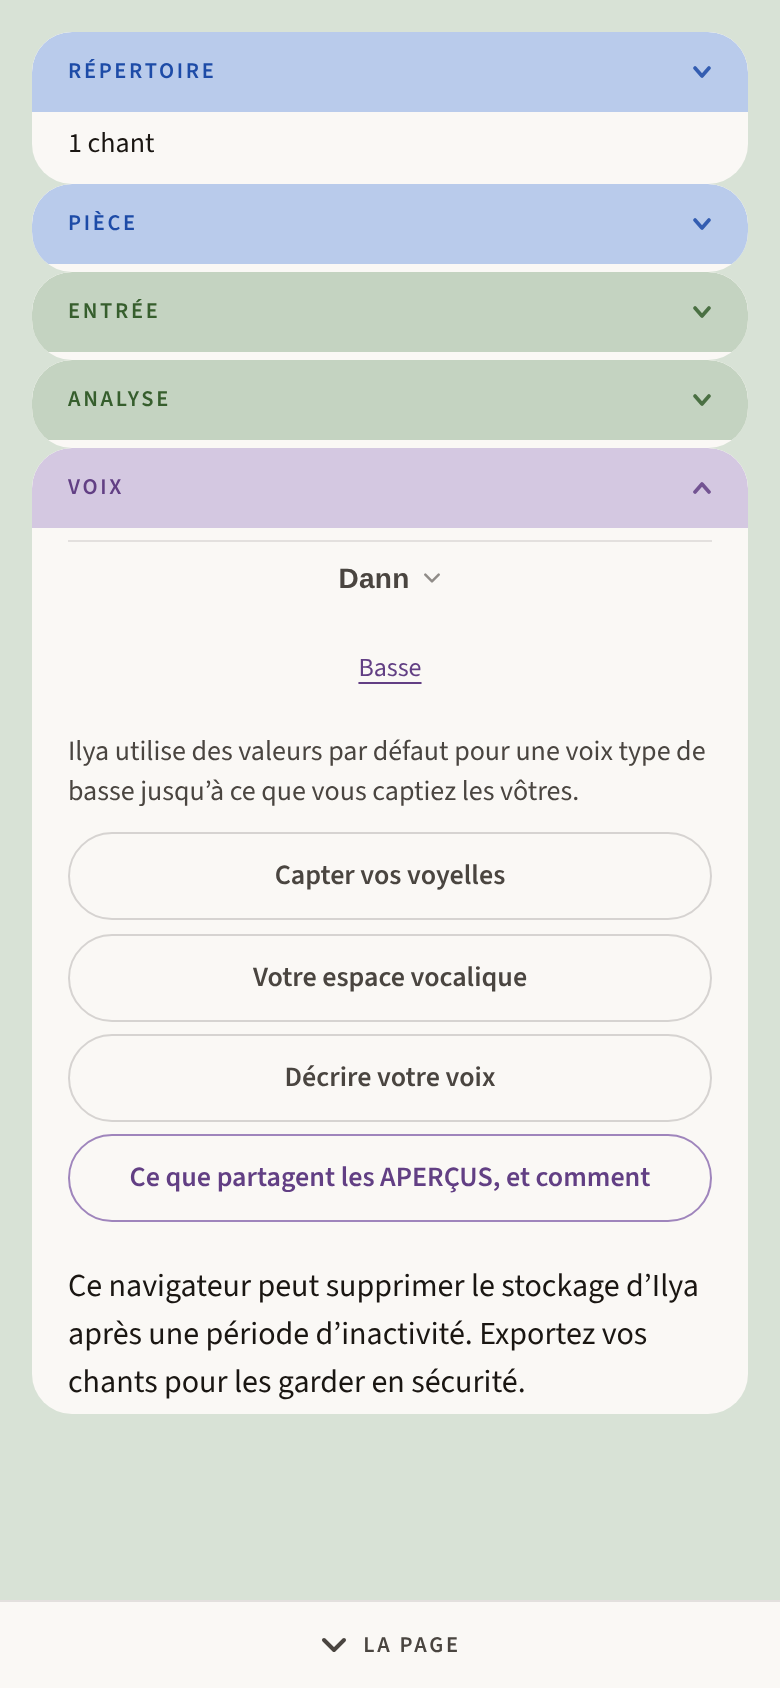 RÉPERTOIRE
1 chant
PIÈCE
ENTRÉE
ANALYSE
VOIX
Dann
Basse
Ilya utilise des valeurs par défaut pour une voix type de
basse jusqu’à ce que vous captiez les vôtres.
Capter vos voyelles
Votre espace vocalique
Décrire votre voix
Ce que partagent les APERÇUS, et comment
Ce navigateur peut supprimer le stockage d’Ilya
après une période d’inactivité. Exportez vos
chants pour les garder en sécurité.
LA PAGE